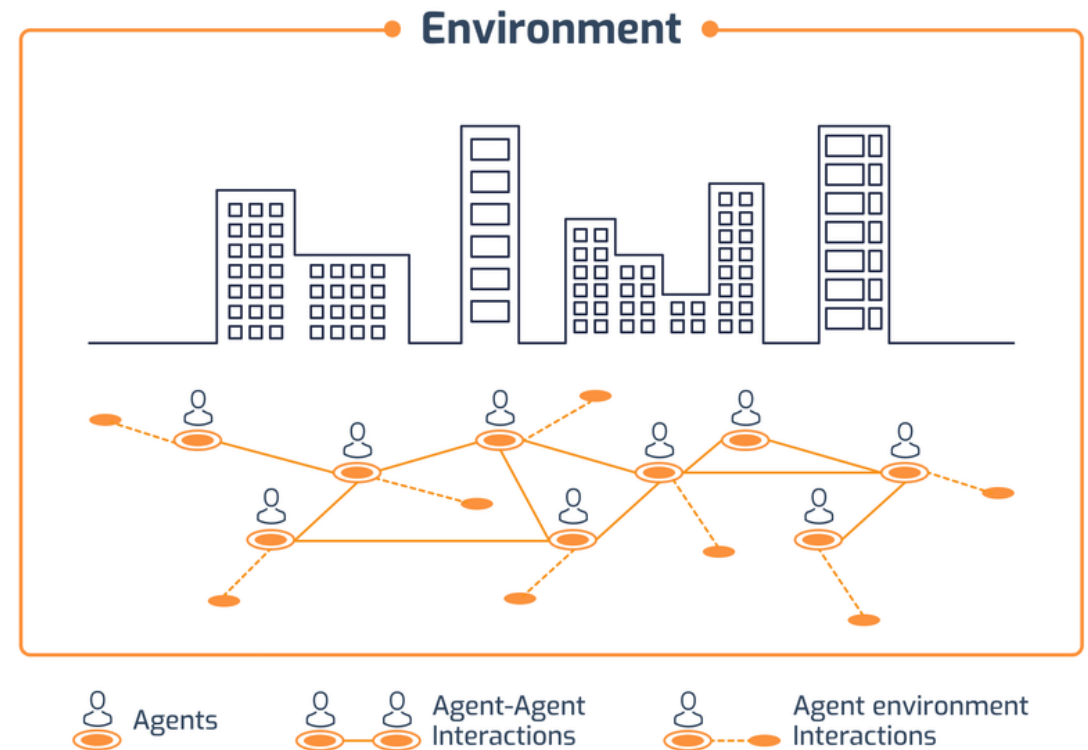 Environment
Agents
Agent-Agent
Interactions
Agent environment
Interactions